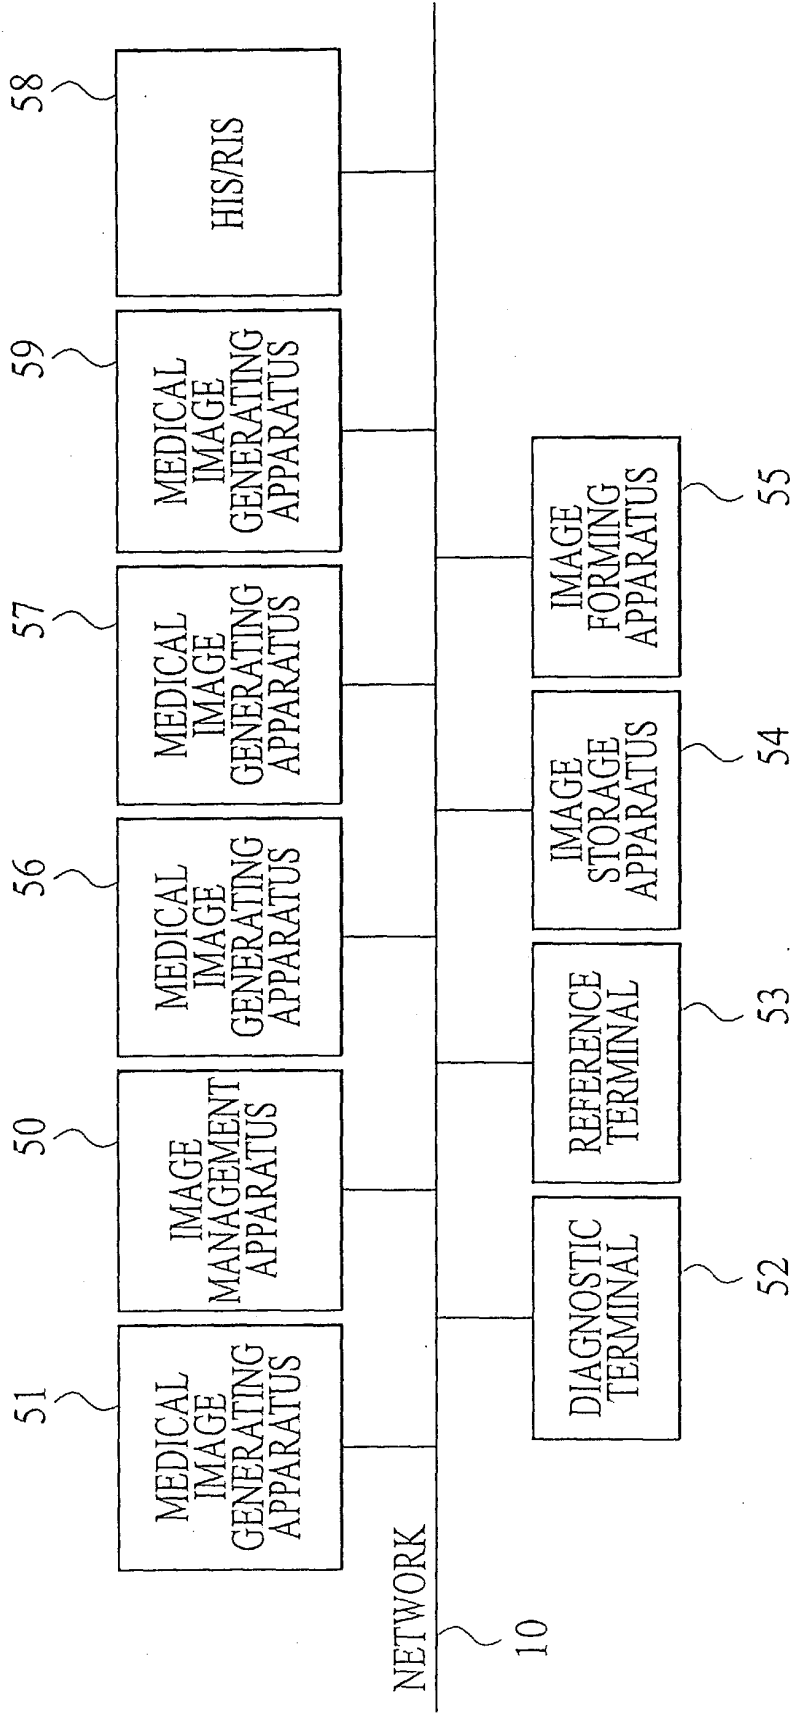 51
MEDICAL
IMAGE
GENERATING
APPARATUS
50
IMAGE
MANAGEMENT
APPARATUS
56
MEDICAL
IMAGE
GENERATING
APPARATUS
57
MEDICAL
IMAGE
GENERATING
APPARATUS
59
MEDICAL
IMAGE
GENERATING
APPARATUS
58
HIS/RIS
NETWORK
10
DIAGNOSTIC
TERMINAL
52
REFERENCE
TERMINAL
53
IMAGE
STORAGE
APPARATUS
54
IMAGE
FORMING
APPARATUS
55